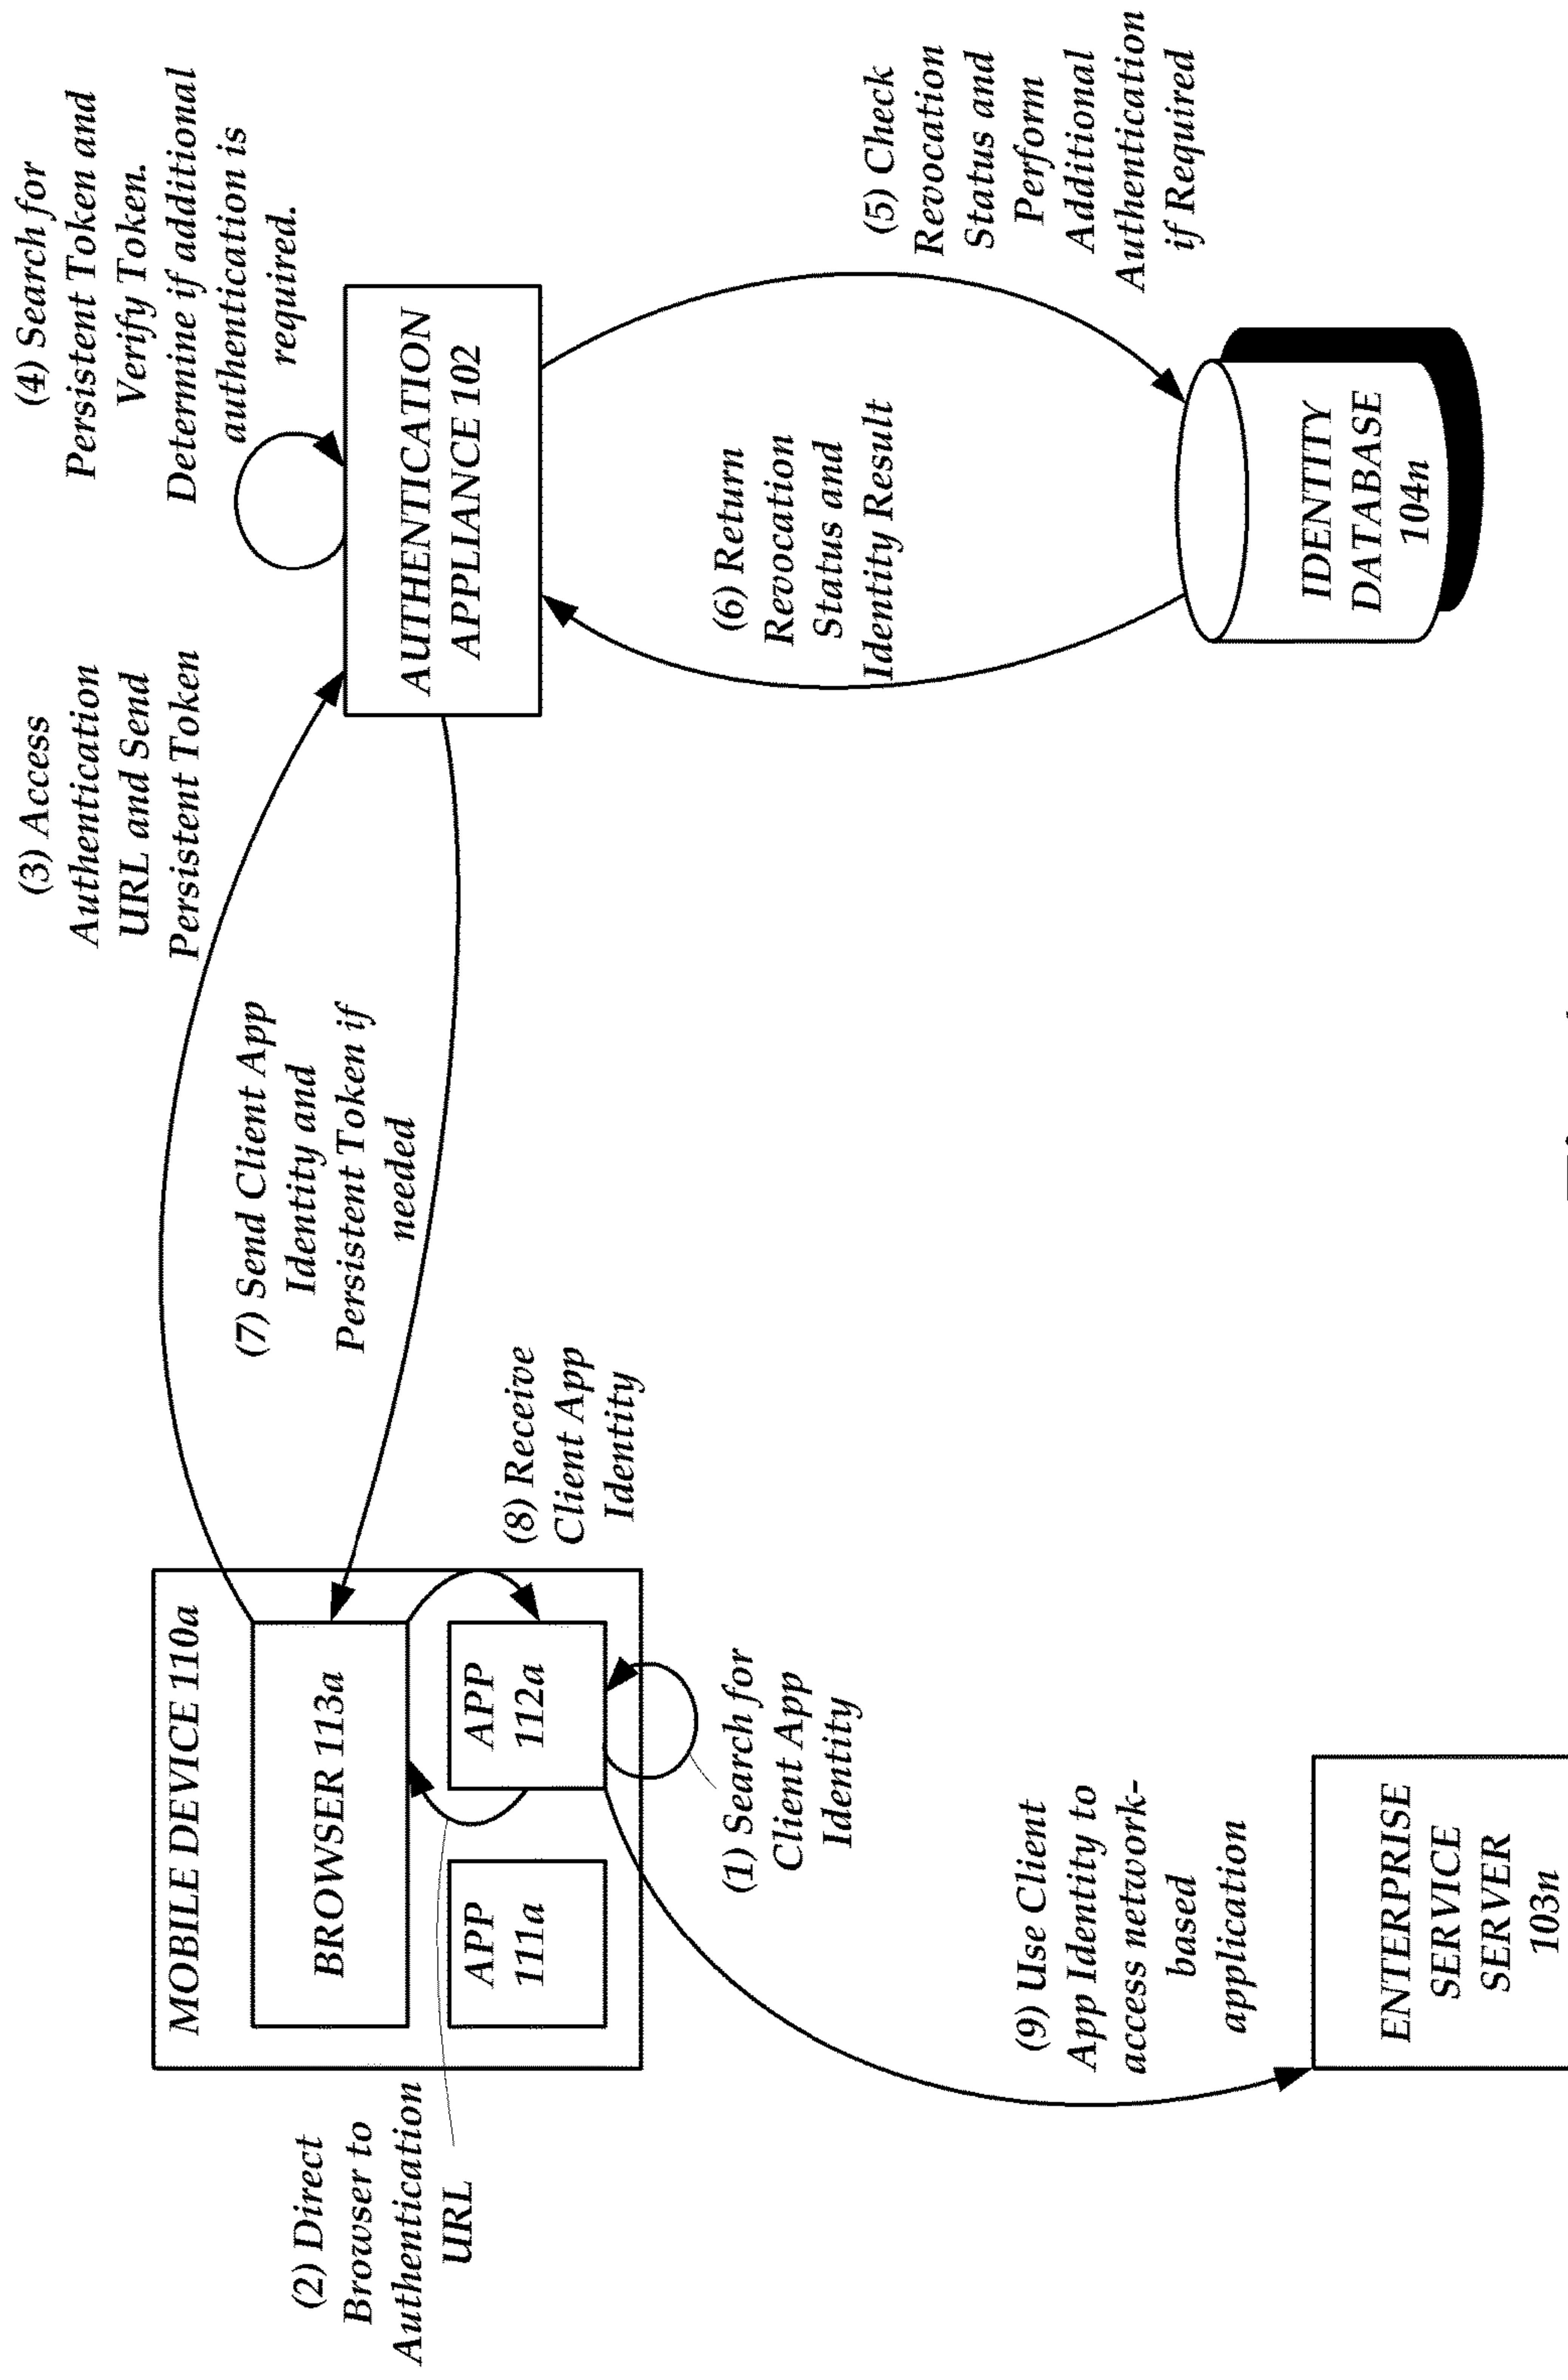 (2) Direct
Browser to
Authentication
URL
MOBILE DEVICE 110a
BROWSER 113a
APP
111a
APP
112a
(1) Search for
Client App
Identity
(8) Receive
Client App
Identity
(7) Send Client App
Identity and
Persistent Token if
needed
(3) Access
Authentication
URL and Send
Persistent Token
(4) Search for
Persistent Token and
Verify Token.
Determine if additional
authentication is
required.
AUTHENTICATION
APPLIANCE 102
(5) Check
Revocation
Status and
Perform
Additional
Authentication
if Required
(6) Return
Revocation
Status and
Identity Result
IDENTITY
DATABASE
104n
(9) Use Client
App Identity to
access network-
based
application
ENTERPRISE
SERVICE
SERVER
103n